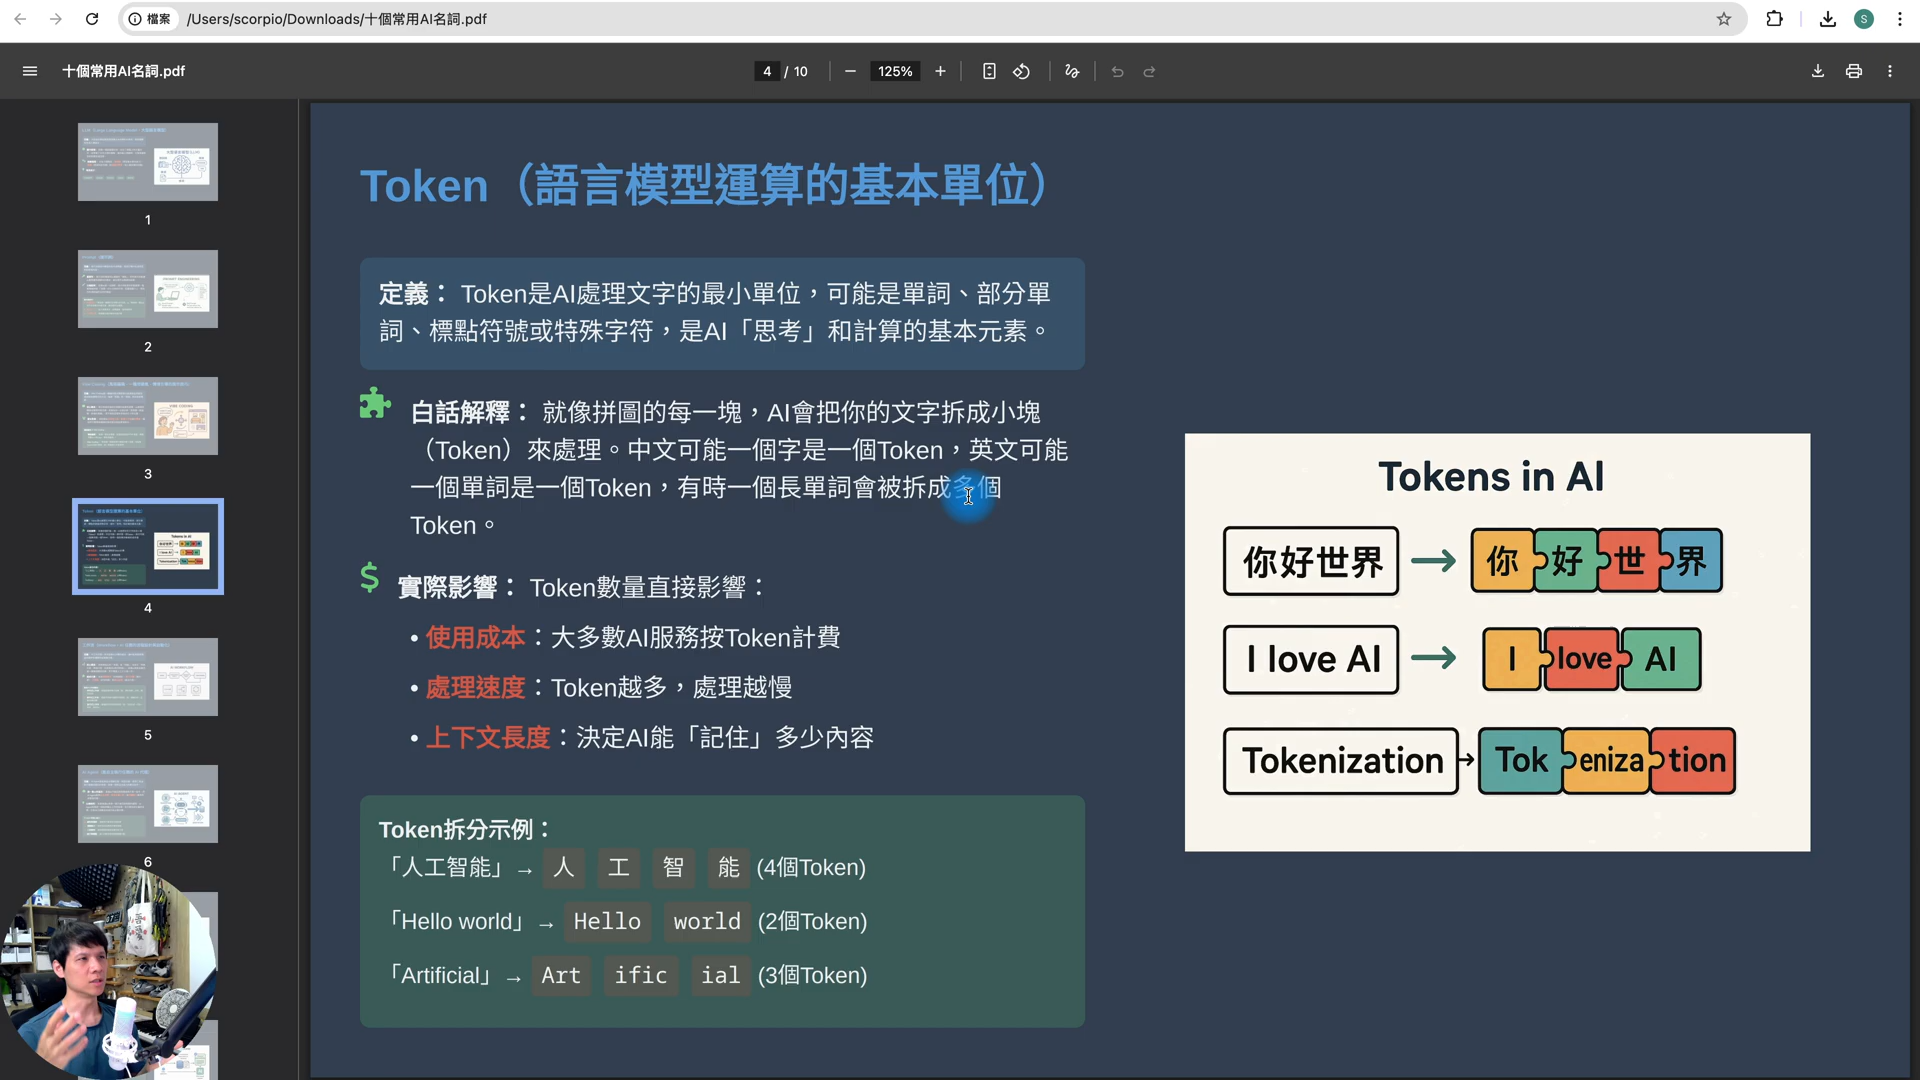 檔案
/Users/scorpio/Downloads/十個常用AI名詞.pdf
S
十個常用AI名詞.pdf
4 / 10
125%
1
2
3
4
5
6
Token（語言模型運算的基本單位）
定義： Token是AI處理文字的最小單位，可能是單詞、部分單
詞、標點符號或特殊字符，是AI「思考」和計算的基本元素。
白話解釋： 就像拼圖的每一塊，AI會把你的文字拆成小塊
（Token）來處理。中文可能一個字是一個Token，英文可能
一個單詞是一個Token，有時一個長單詞會被拆成多個
Token。
$ 實際影響： Token數量直接影響：
• 使用成本：大多數AI服務按Token計費
• 處理速度：Token越多，處理越慢
• 上下文長度：決定AI能「記住」多少內容
Token拆分示例：
「人工智能」→ 人 工 智 能 (4個Token)
「Hello world」→ Hello world (2個Token)
「Artificial」→ Art ific ial (3個Token)
Tokens in AI
你好世界 → 你 好 世 界
I love AI → I love AI
Tokenization → Tok eniza tion